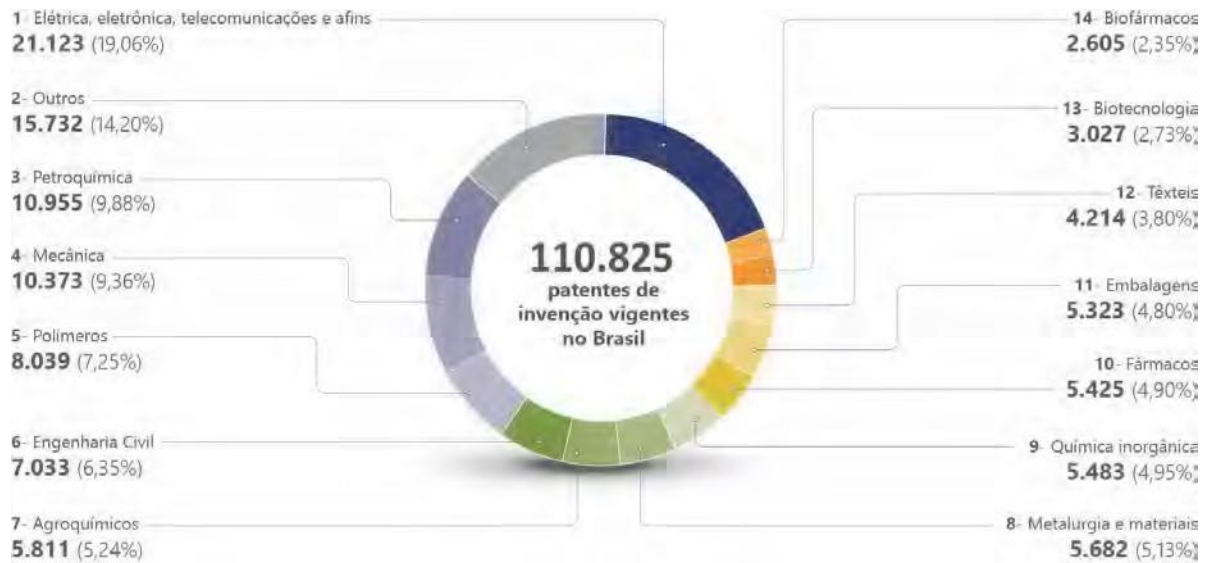 1- Elétrica, eletrônica, telecomunicações e afins
21.123 (19,06%)
2- Outros
15.732 (14,20%)
3- Petroquímica
10.955 (9,88%)
4- Mecânica
10.373 (9,36%)
5- Polímeros
8.039 (7,25%)
6- Engenharia Civil
7.033 (6,35%)
7- Agroquímicos
5.811 (5,24%)
110.825
patentes de
invenção vigentes
no Brasil
14- Biofármacos
2.605 (2,35%)
13- Biotecnologia
3.027 (2,73%)
12- Têxteis
4.214 (3,80%)
11- Embalagens
5.323 (4,80%)
10- Fármacos
5.425 (4,90%)
9- Química inorgânica
5.483 (4,95%)
8- Metalurgia e materiais
5.682 (5,13%)